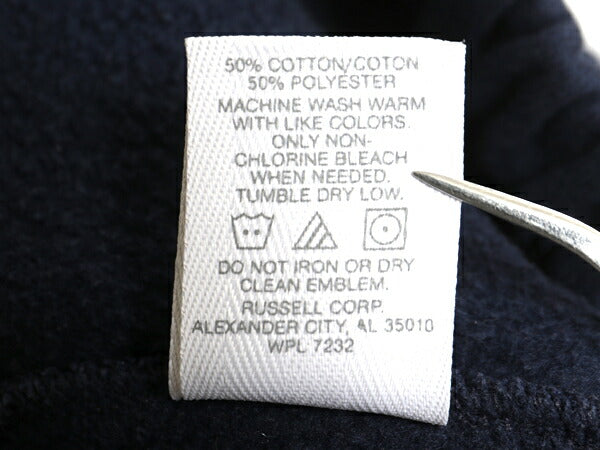 50% COTTON/COTON
50% POLYESTER
MACHINE WASH WARM
WITH LIKE COLORS.
ONLY NON-
CHLORINE BLEACH
WHEN NEEDED.
TUMBLE DRY LOW.
DO NOT IRON OR DRY
CLEAN EMBLEM.
RUSSELL CORP.
ALEXANDER CITY, AL 35010
WPL 7232